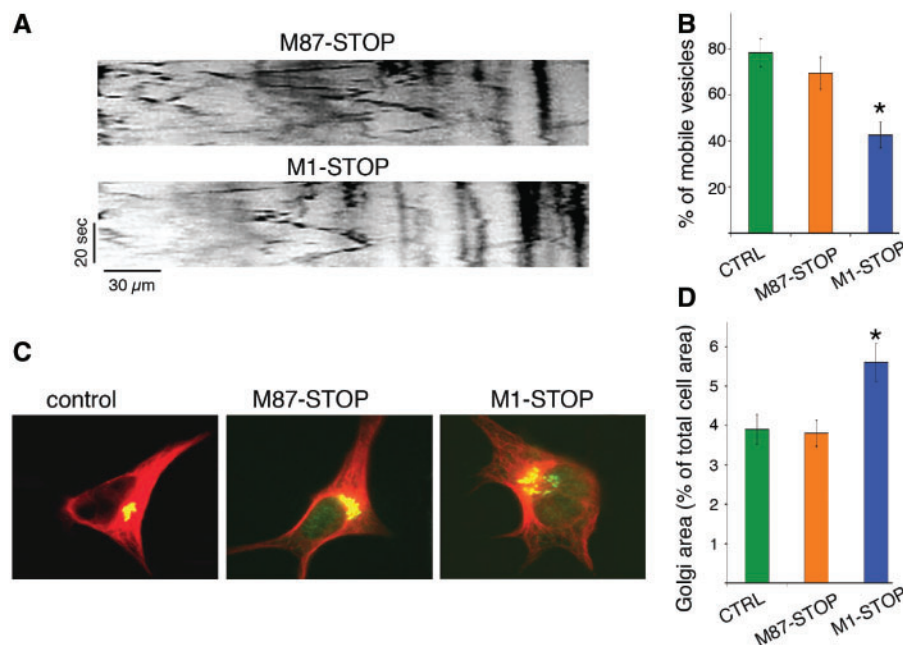 A
M87-STOP
M1-STOP
20 sec
30 µm
B
% of mobile vesicles
80
60
40
20
*
CTRL
M87-STOP
M1-STOP
C
control
M87-STOP
M1-STOP
D
Golgi area (% of total cell area)
6
5
4
3
2
1
*
CTRL
M87-STOP
M1-STOP